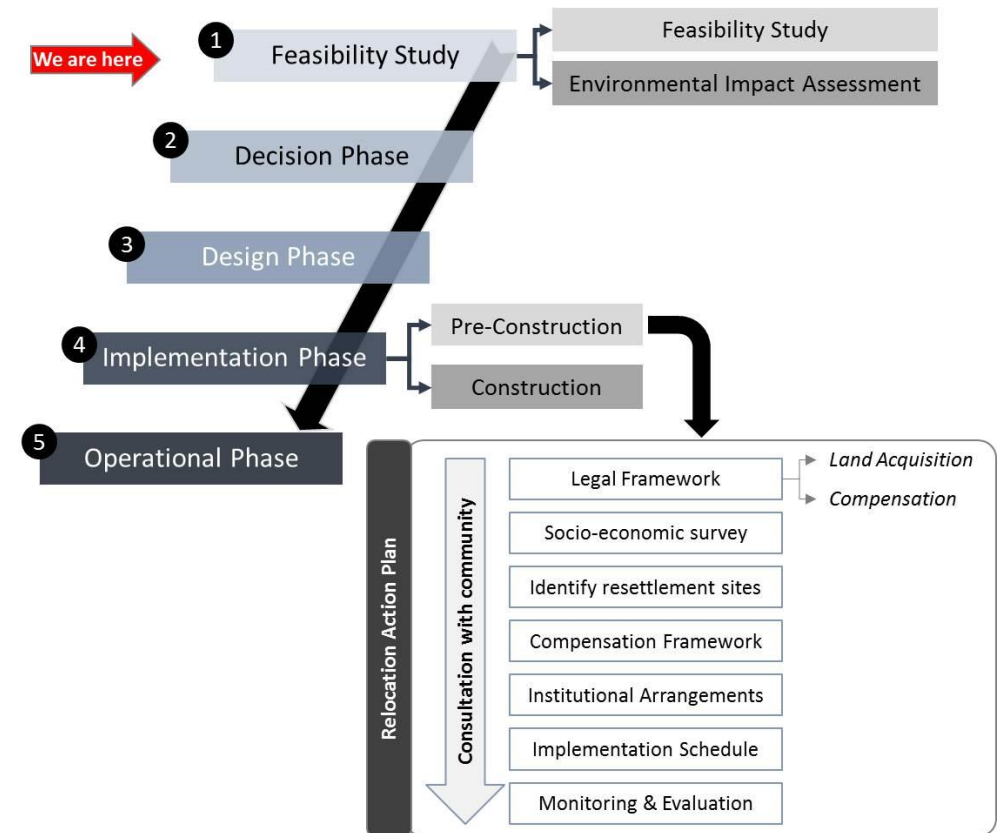 We are here
1
Feasibility Study
Feasibility Study
Environmental Impact Assessment
2
Decision Phase
3
Design Phase
4
Implementation Phase
Pre-Construction
Construction
5
Operational Phase
Relocation Action Plan
Consultation with community
Legal Framework
Land Acquisition
Compensation
Socio-economic survey
Identify resettlement sites
Compensation Framework
Institutional Arrangements
Implementation Schedule
Monitoring & Evaluation